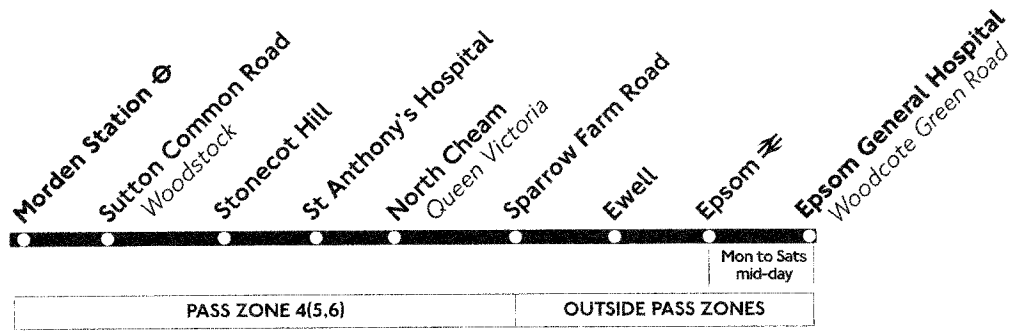 Morden Station
Sutton Common Road
Woodstock
Stonecot Hill
St Anthony's Hospital
North Cheam
Queen Victoria
Sparrow Farm Road
Ewell
Epsom
Epsom General Hospital
Woodcote Green Road
Mon to Sats
mid-day
PASS ZONE 4(5,6)
OUTSIDE PASS ZONES